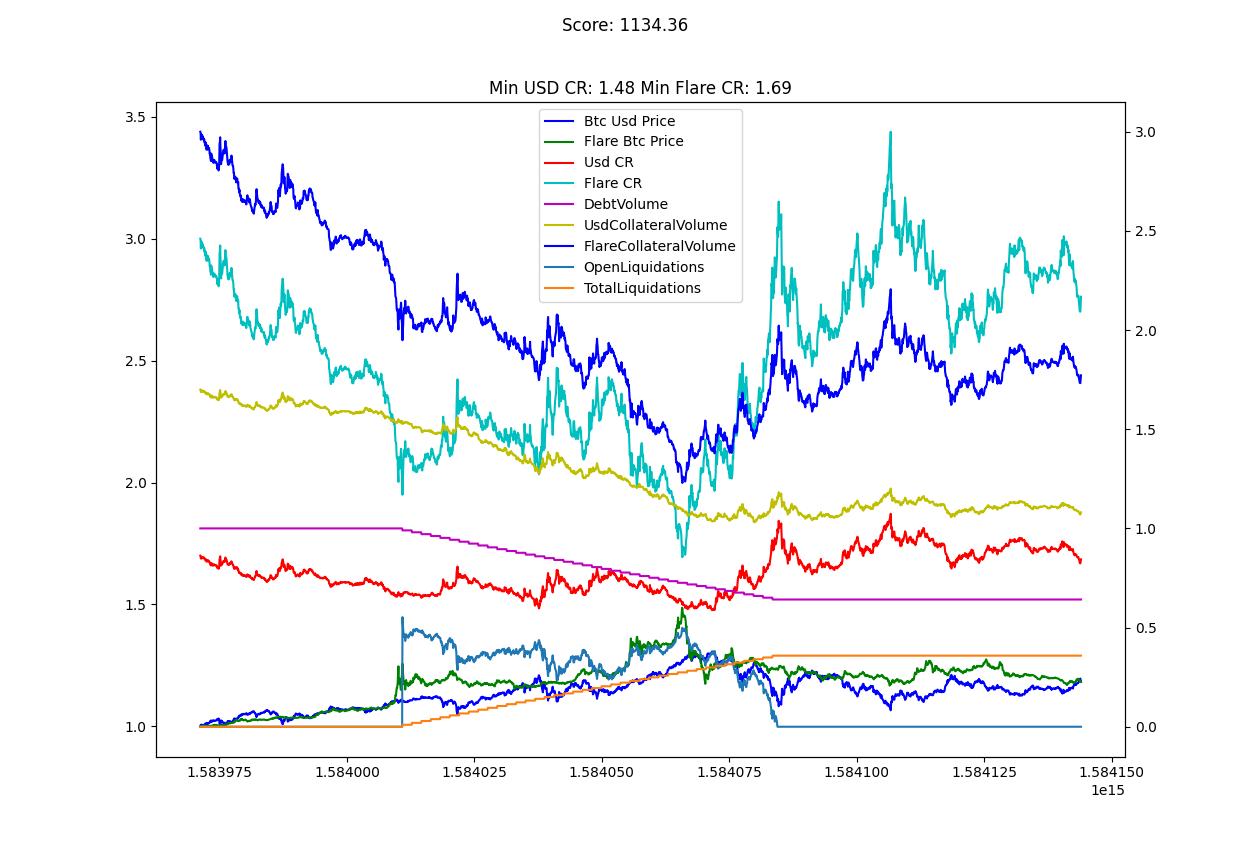 Score: 1134.36
Min USD CR: 1.48 Min Flare CR: 1.69
Btc Usd Price
Flare Btc Price
Usd CR
Flare CR
DebtVolume
UsdCollateralVolume
FlareCollateralVolume
OpenLiquidations
TotalLiquidations
3.5
3.0
2.5
2.0
1.5
1.0
3.0
2.5
2.0
1.5
1.0
0.5
0.0
1.583975 1.584000 1.584025 1.584050 1.584075 1.584100 1.584125 1.584150
1e15